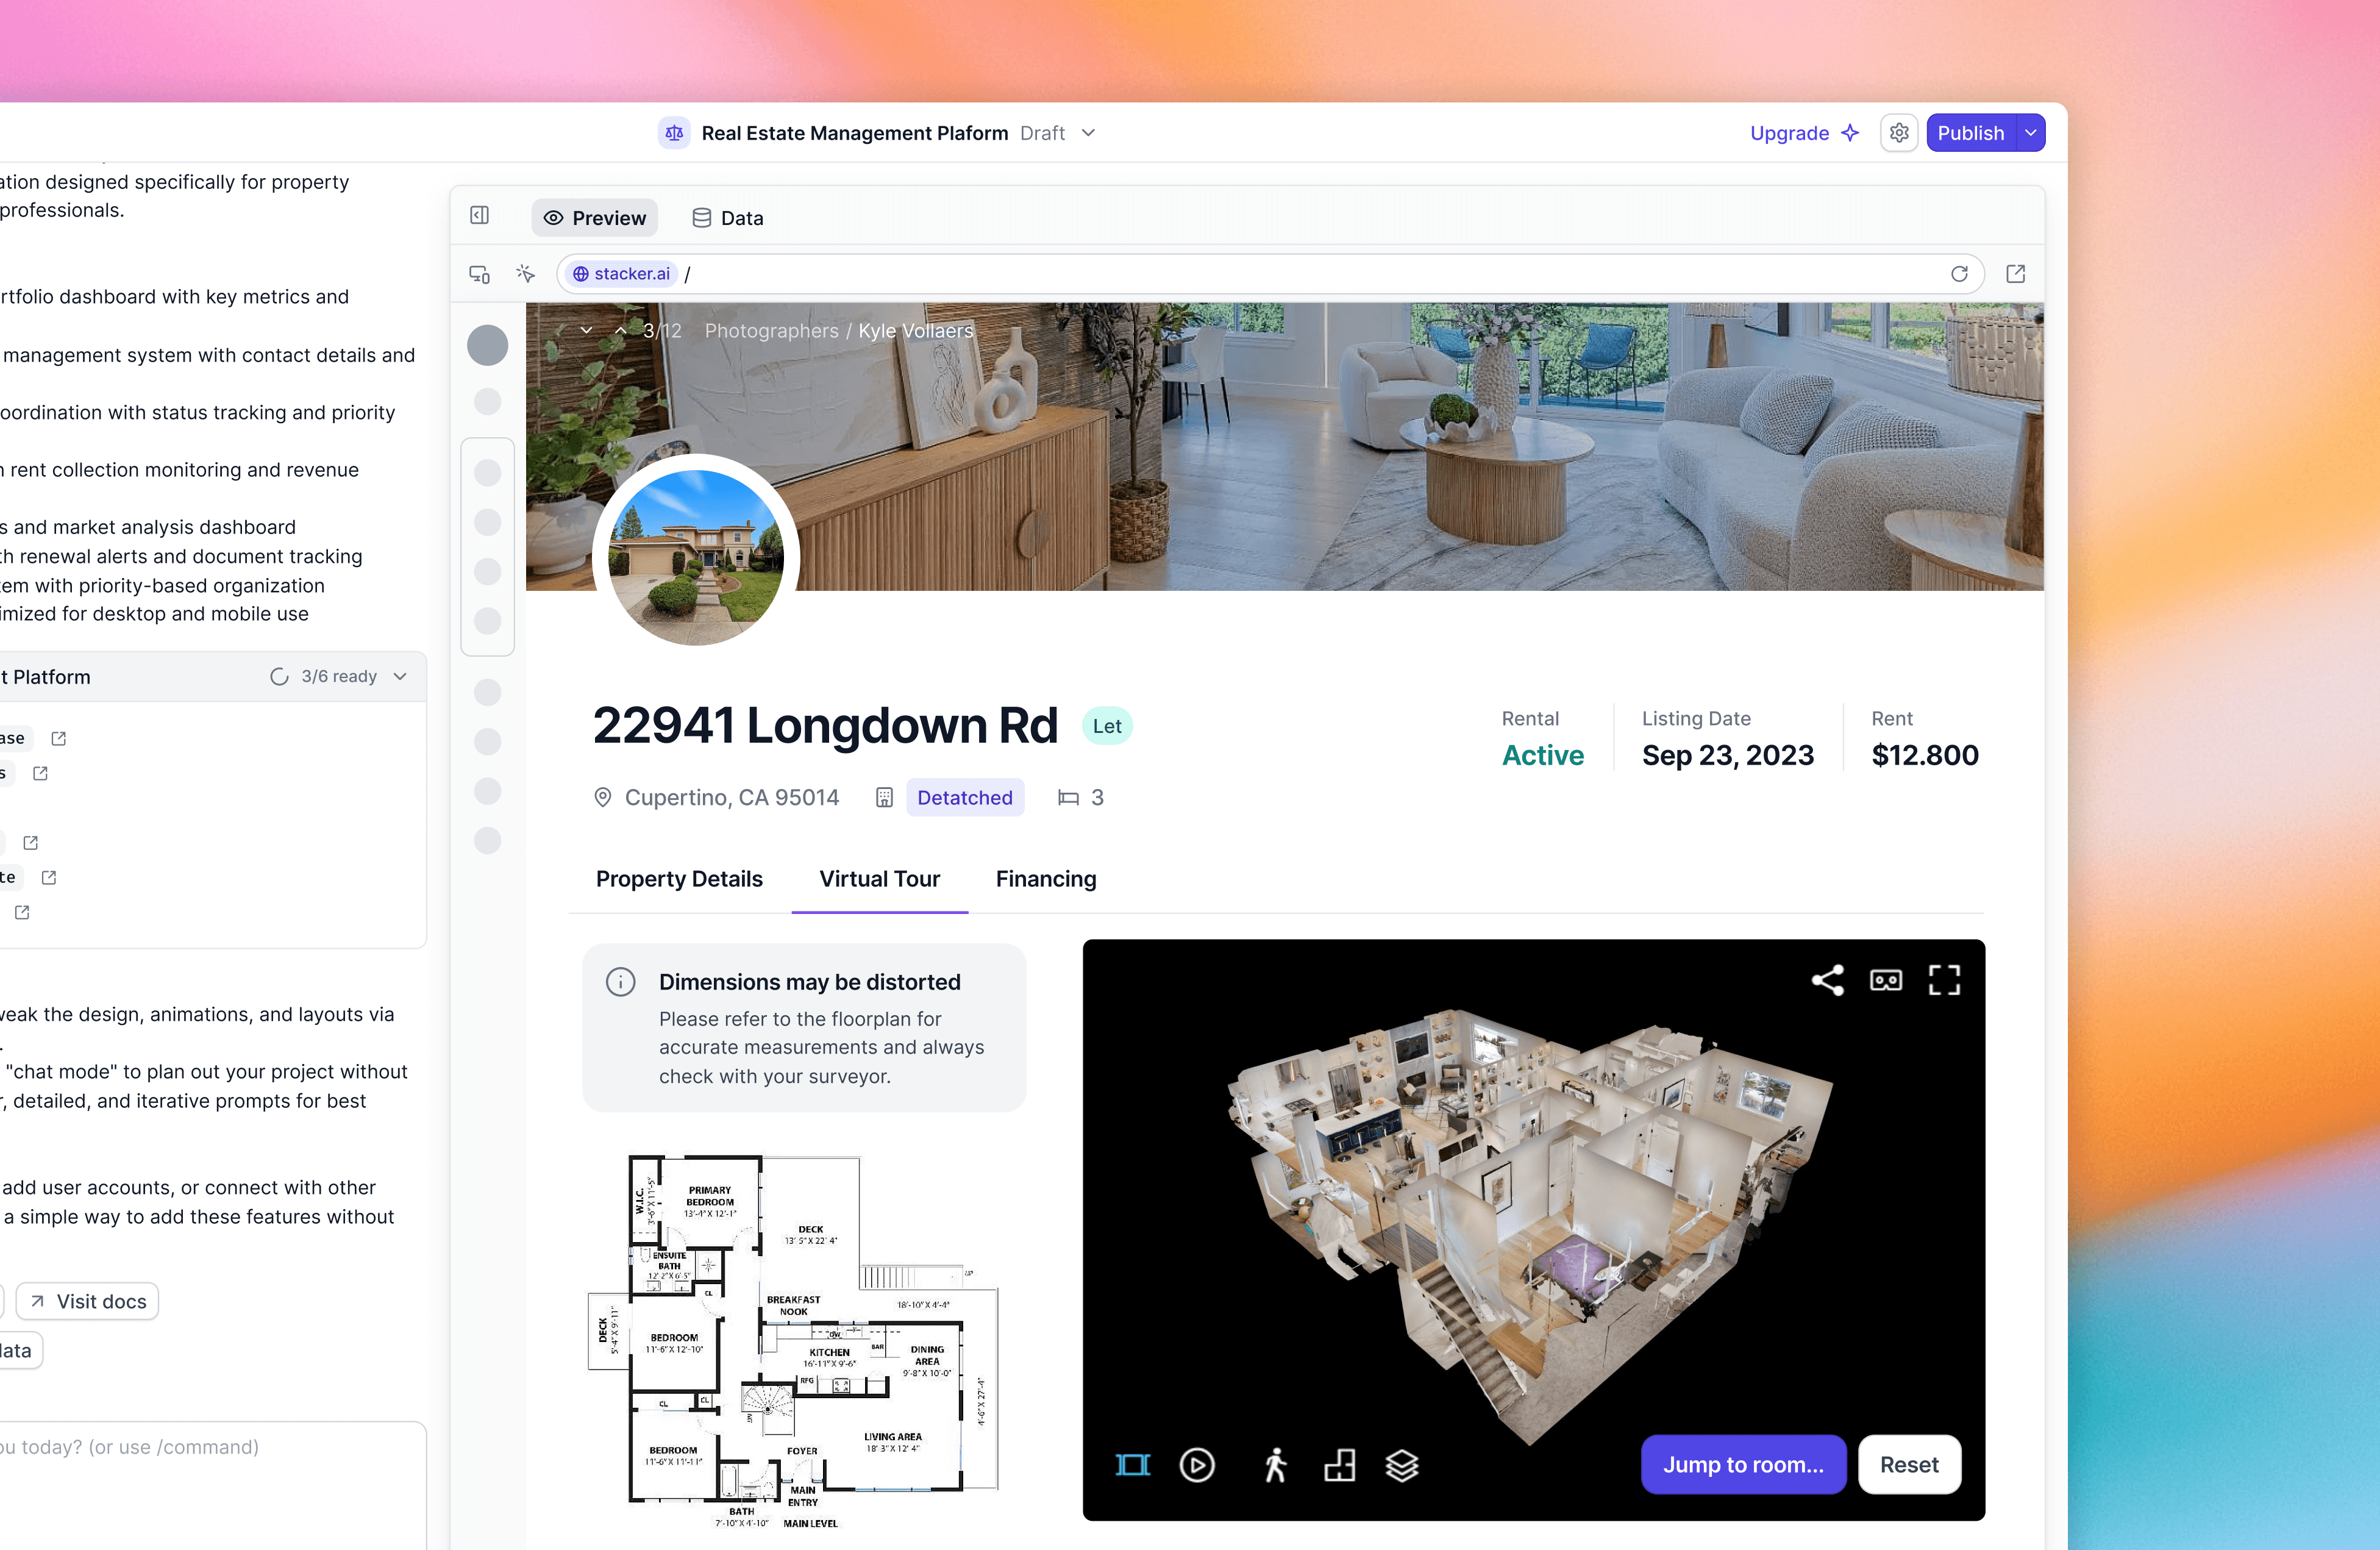 Real Estate Management Plaform Draft
Upgrade
Publish
ation designed specifically for property
professionals.
rtfolio dashboard with key metrics and
management system with contact details and
oordination with status tracking and priority
n rent collection monitoring and revenue
s and market analysis dashboard
th renewal alerts and document tracking
tem with priority-based organization
imized for desktop and mobile use
t Platform
3/6 ready
ase
s
te
weak the design, animations, and layouts via
.
"chat mode" to plan out your project without
r, detailed, and iterative prompts for best
add user accounts, or connect with other
a simple way to add these features without
Visit docs
data
ou today? (or use /command)
Preview
Data
stacker.ai /
3/12 Photographers / Kyle Vollaers
22941 Longdown Rd
Let
Cupertino, CA 95014
Detatched
3
Rental
Active
Listing Date
Sep 23, 2023
Rent
$12.800
Property Details
Virtual Tour
Financing
Dimensions may be distorted
Please refer to the floorplan for
accurate measurements and always
check with your surveyor.
W.I.C.
3'-6"X 11'-5"
PRIMARY
BEDROOM
13'-4"X 12'-1"
DECK
13' 5"X 22' 4"
ENSUITE
BATH
12' 2"X 6'-5"
CL
DECK
5'-4"X 9'-11"
BREAKFAST
NOOK
18'-10"X 4'-4"
BEDROOM
11'-6"X 12'-10"
DW
KITCHEN
16'-11"X 9'-6"
BAR
RFG
DINING
AREA
9'-8"X 10'-0"
4'-6"X 27'-4"
CL
CL
LIVING AREA
18' 3"X 12' 4"
BEDROOM
11'-6"X 11'-11"
FOYER
MAIN
ENTRY
BATH
7'-10"X 4'-10"
MAIN LEVEL
Jump to room...
Reset